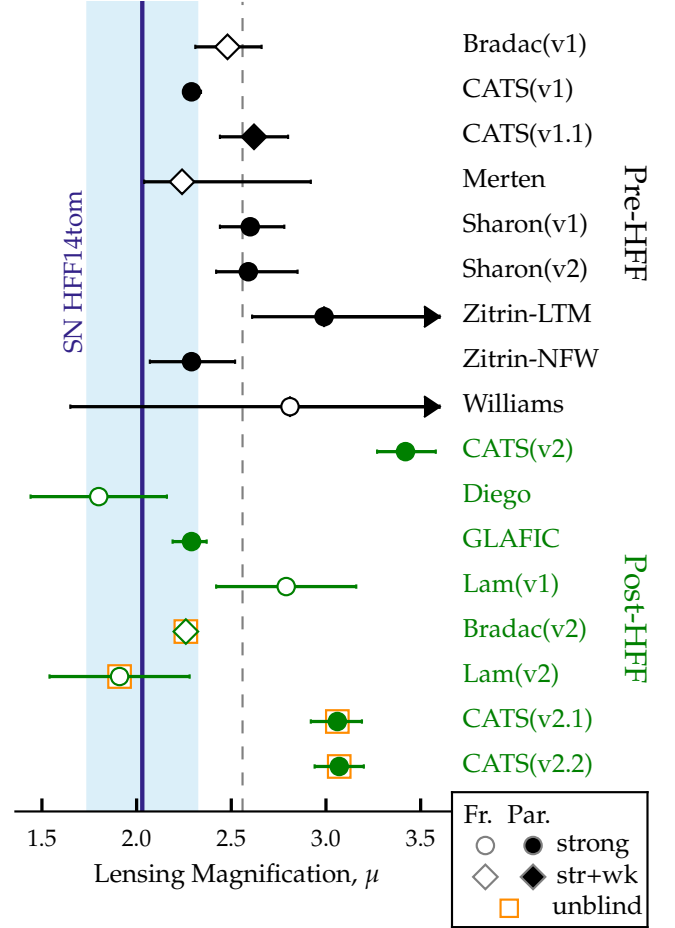 Bradac(v1)
CATS(v1)
CATS(v1.1)
Merten
Sharon(v1)
Sharon(v2)
Zitrin-LTM
Zitrin-NFW
Williams
CATS(v2)
Diego
GLAFIC
Lam(v1)
Bradac(v2)
Lam(v2)
CATS(v2.1)
CATS(v2.2)
Pre-HFF
Post-HFF
SN HFF14tom
1.5 2.0 2.5 3.0 3.5
Lensing Magnification, μ
Fr. Par.
strong
str+wk
unblind